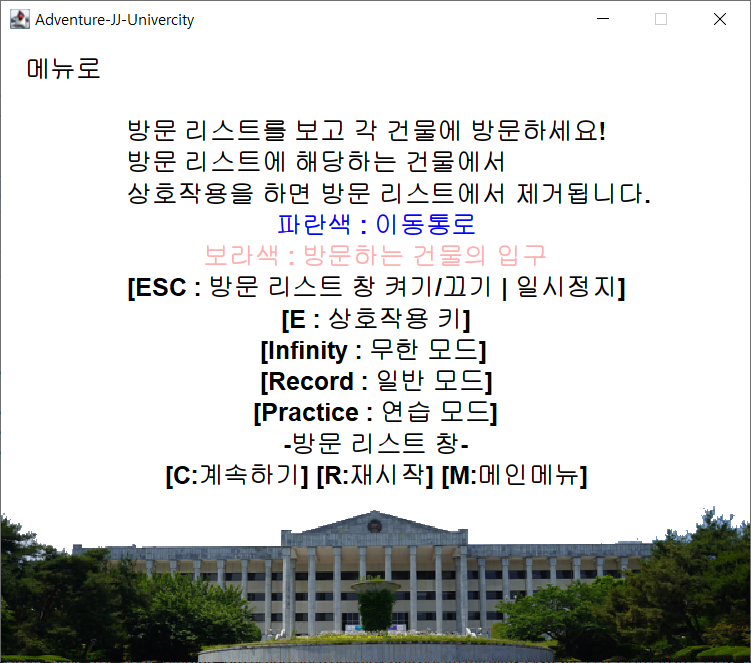 Adventure-JJ-Univercity
메뉴로
방문 리스트를 보고 각 건물에 방문하세요!
방문 리스트에 해당하는 건물에서
상호작용을 하면 방문 리스트에서 제거됩니다.
파란색 : 이동통로
보라색 : 방문하는 건물의 입구
[ESC : 방문 리스트 창 켜기/끄기 | 일시정지]
[E : 상호작용 키]
[Infinity : 무한 모드]
[Record : 일반 모드]
[Practice : 연습 모드]
-방문 리스트 창-
[C:계속하기] [R:재시작] [M:메인메뉴]